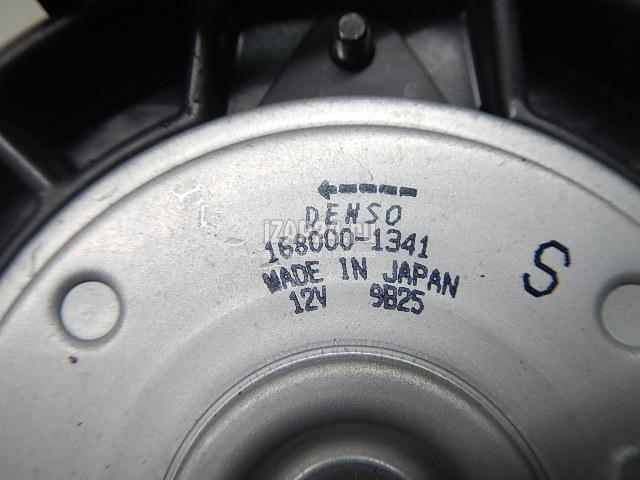 DENSO
168000-1341
MADE IN JAPAN
12V 9B25
S